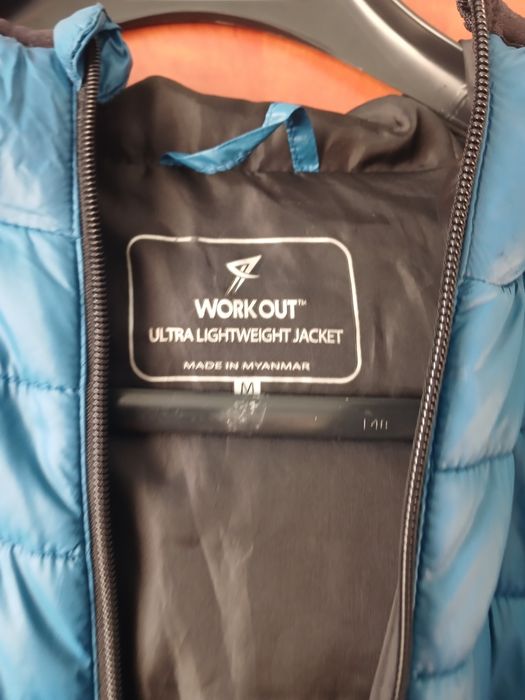 WORK OUT™
ULTRA LIGHTWEIGHT JACKET
MADE IN MYANMAR
M